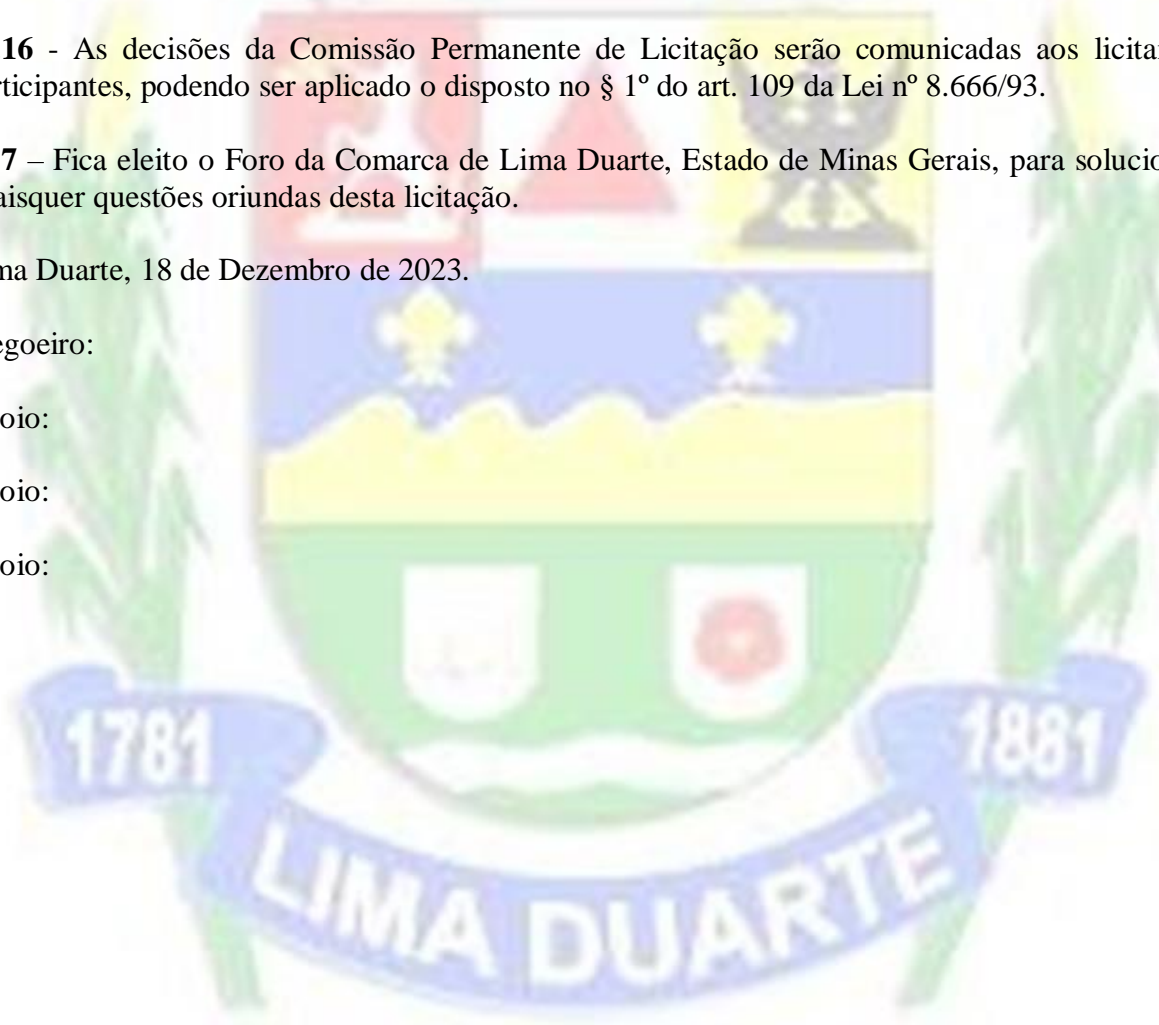 16 - As decisões da Comissão Permanente de Licitação serão comunicadas aos licita
rticipantes, podendo ser aplicado o disposto no § 1º do art. 109 da Lei nº 8.666/93.
7 – Fica eleito o Foro da Comarca de Lima Duarte, Estado de Minas Gerais, para solucio
aisquer questões oriundas desta licitação.
ma Duarte, 18 de Dezembro de 2023.
egoeiro:
oio:
oio:
oio:
1781
1881
LIMA DUARTE